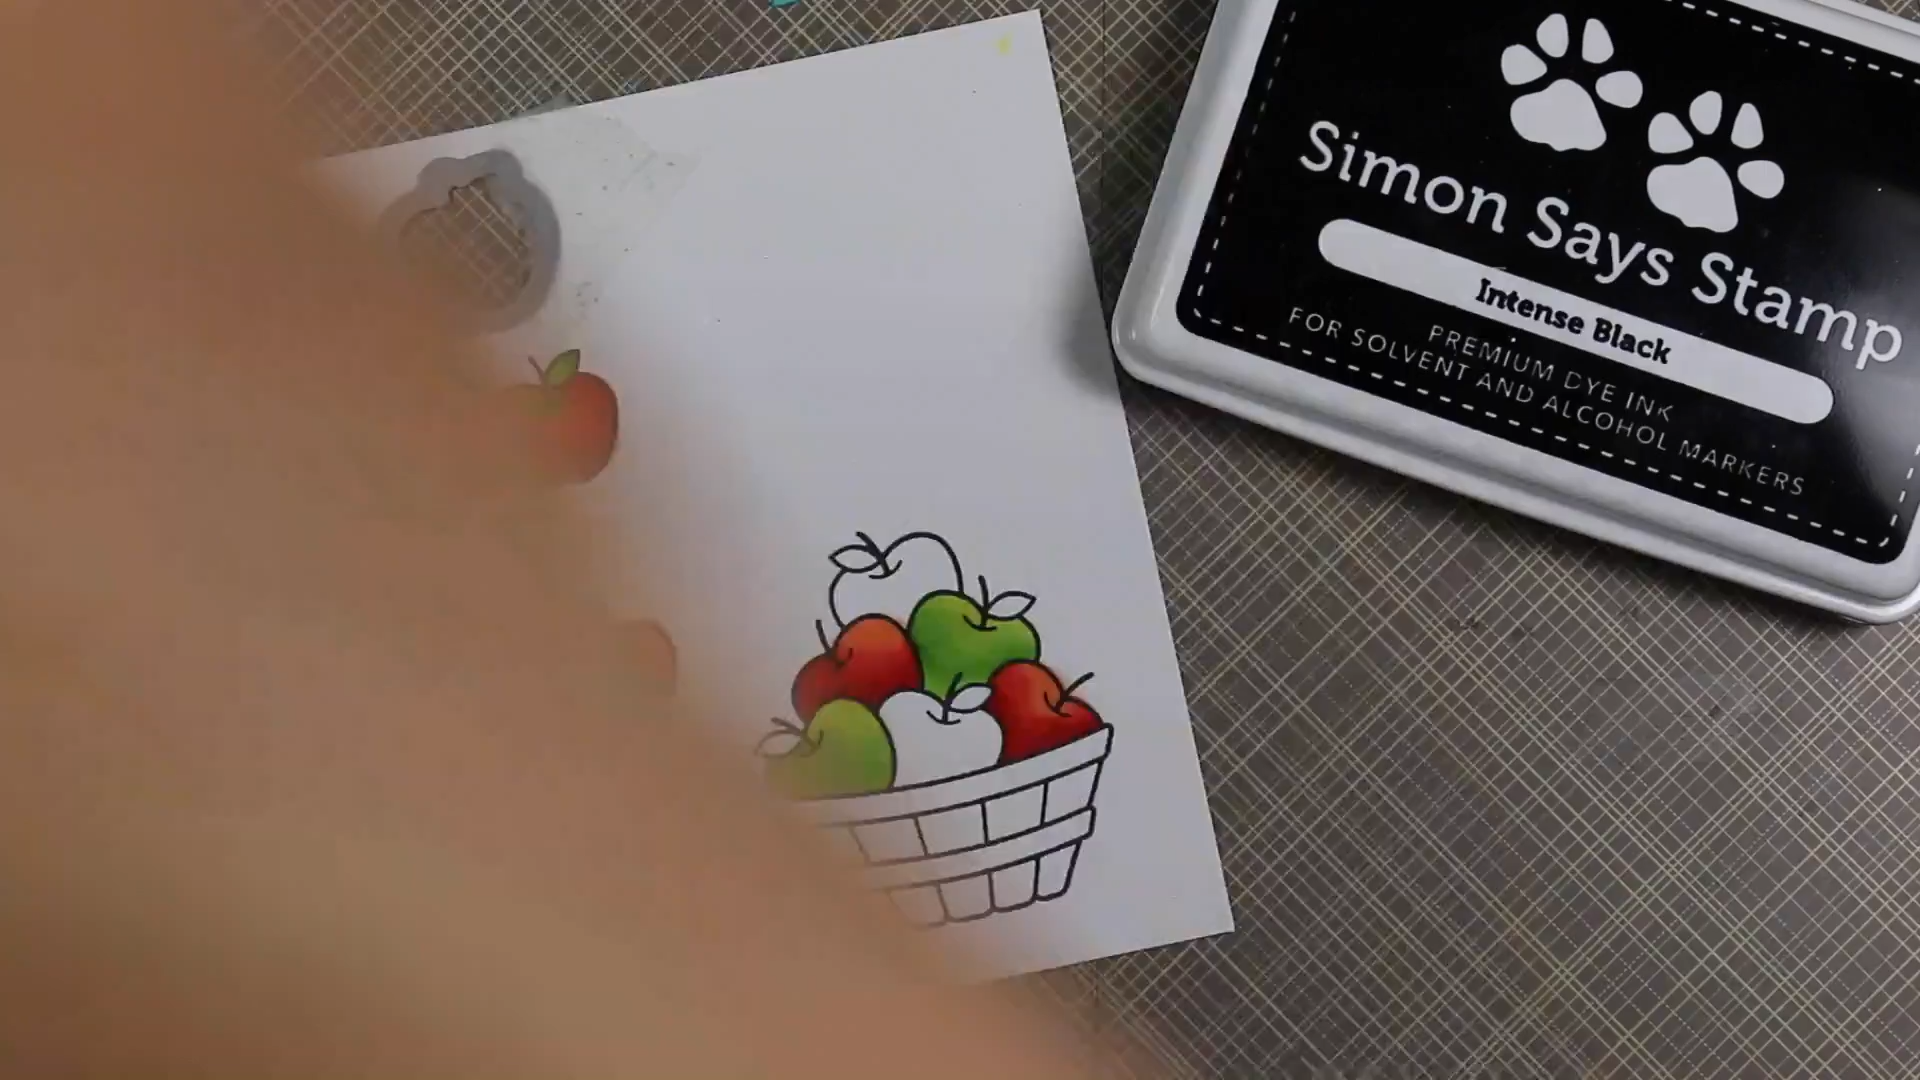 Simon Says Stamp
Intense Black
PREMIUM DYE INK
FOR SOLVENT AND ALCOHOL MARKERS